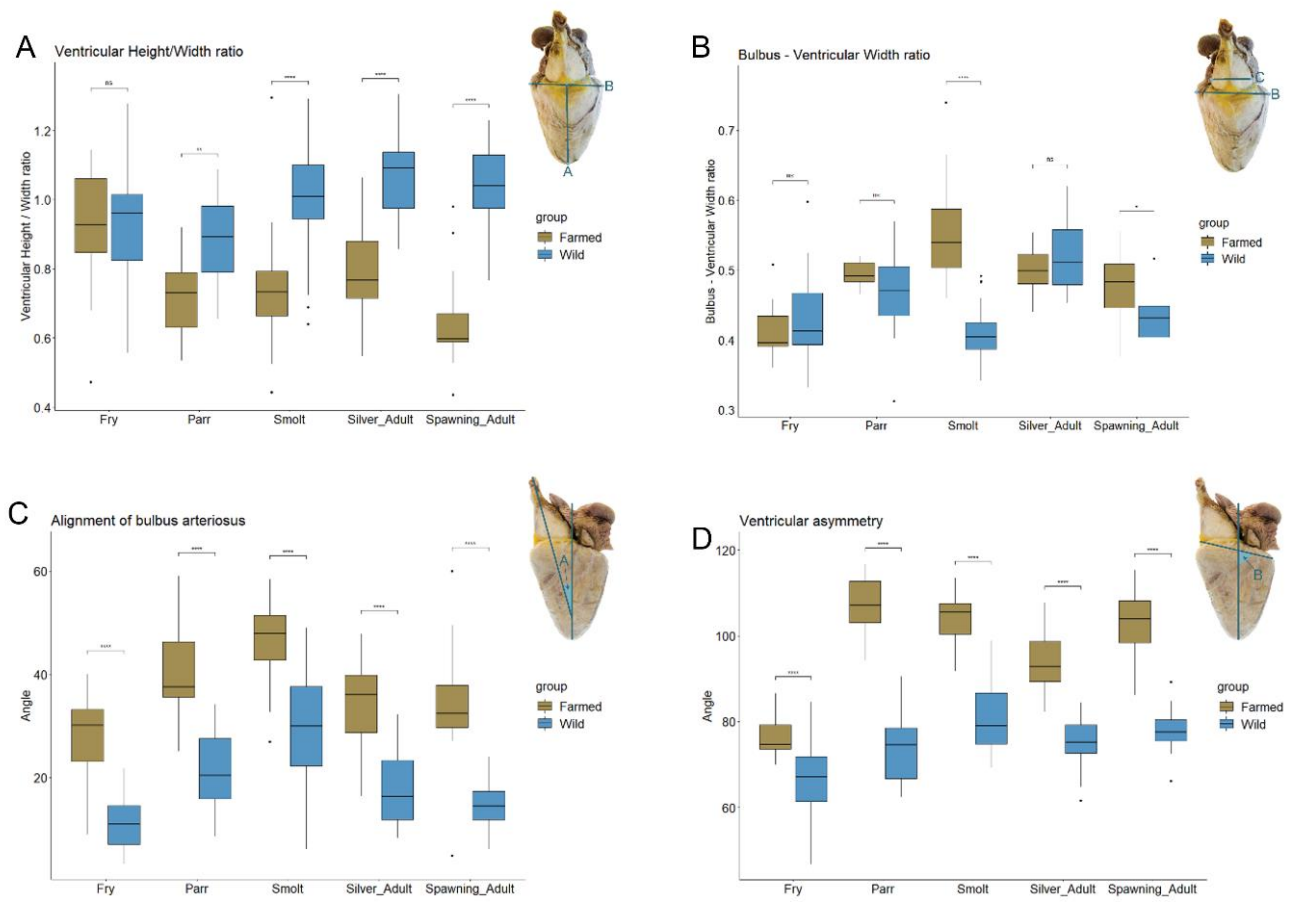 A
Ventricular Height/Width ratio
ns
**
****
****
****
Ventricular Height / Width ratio
1.2
1.0
0.8
0.6
0.4
Fry
Parr
Smolt
Silver_Adult
Spawning_Adult
B
A
group
Farmed
Wild
B
Bulbus - Ventricular Width ratio
****
ns
*
Bulbus - Ventricular Width ratio
0.7
0.6
0.5
0.4
0.3
Fry
Parr
Smolt
Silver_Adult
Spawning_Adult
C
B
group
Farmed
Wild
C
Alignment of bulbus arteriosus
****
****
****
****
****
Angle
60
40
20
Fry
Parr
Smolt
Silver_Adult
Spawning_Adult
A
group
Farmed
Wild
D
Ventricular asymmetry
****
****
****
****
****
Angle
120
100
80
60
Fry
Parr
Smolt
Silver_Adult
Spawning_Adult
B
group
Farmed
Wild